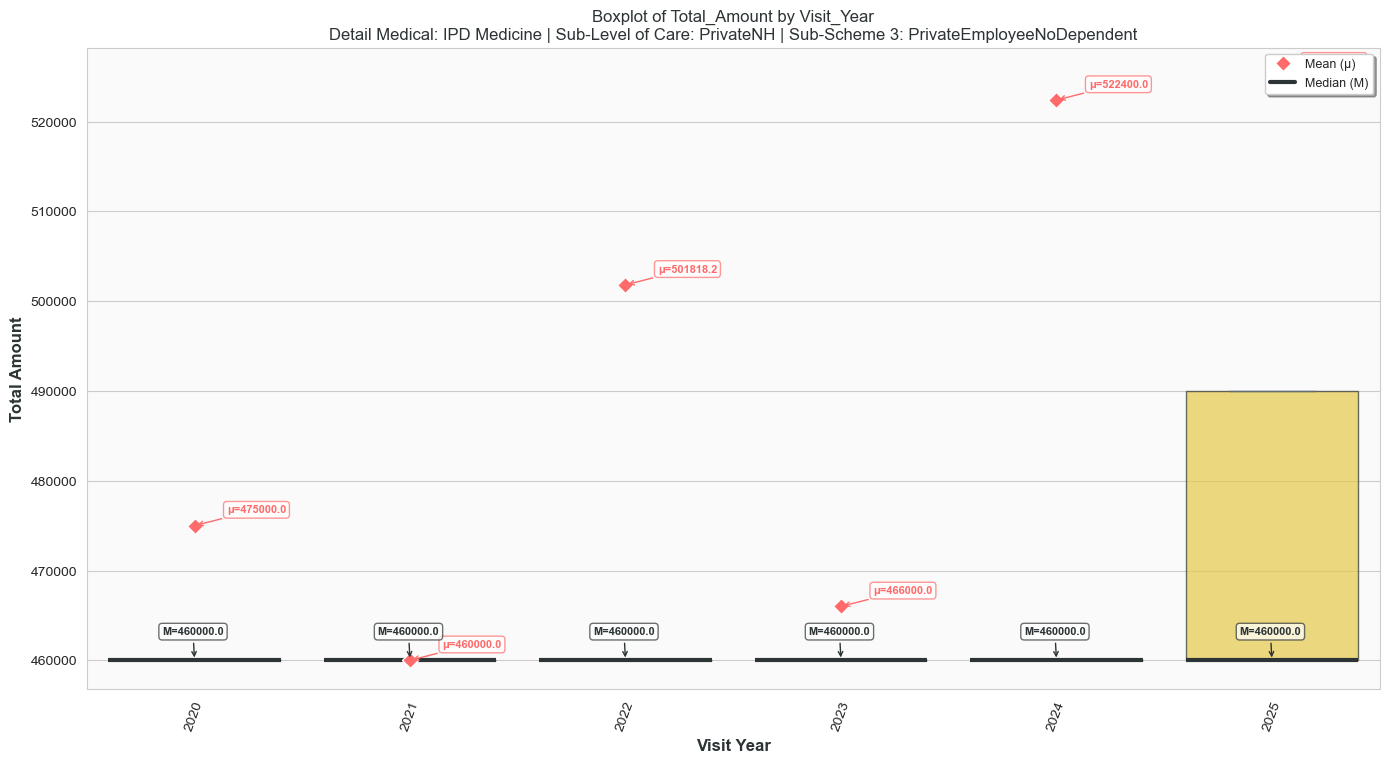 Boxplot of Total_Amount by Visit_Year
Detail Medical: IPD Medicine | Sub-Level of Care: PrivateNH | Sub-Scheme 3: PrivateEmployeeNoDependent
Mean (μ)
Median (M)
μ=522400.0
520000
510000
μ=501818.2
500000
490000
480000
μ=475000.0
470000
μ=466000.0
M=460000.0
M=460000.0
M=460000.0
M=460000.0
M=460000.0
M=460000.0
μ=460000.0
460000
Total Amount
2020
2021
2022
2023
2024
2025
Visit Year